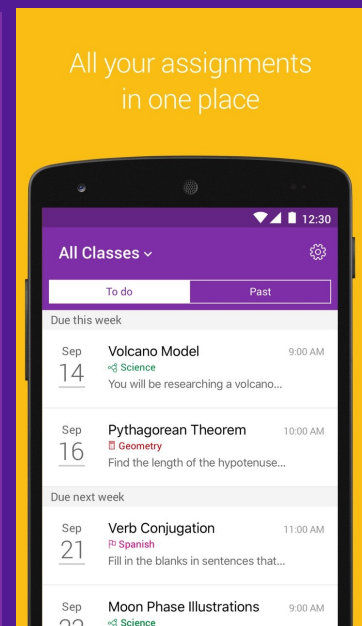 All your assignments
in one place
12:30
All Classes
To do
Past
Due this week
Sep
14
Volcano Model
9:00 AM
Science
You will be researching a volcano...
Sep
16
Pythagorean Theorem
10:00 AM
Geometry
Find the length of the hypotenuse...
Due next week
Sep
21
Verb Conjugation
11:00 AM
Spanish
Fill in the blanks in sentences that...
Sep
Moon Phase Illustrations
9:00 AM
Science